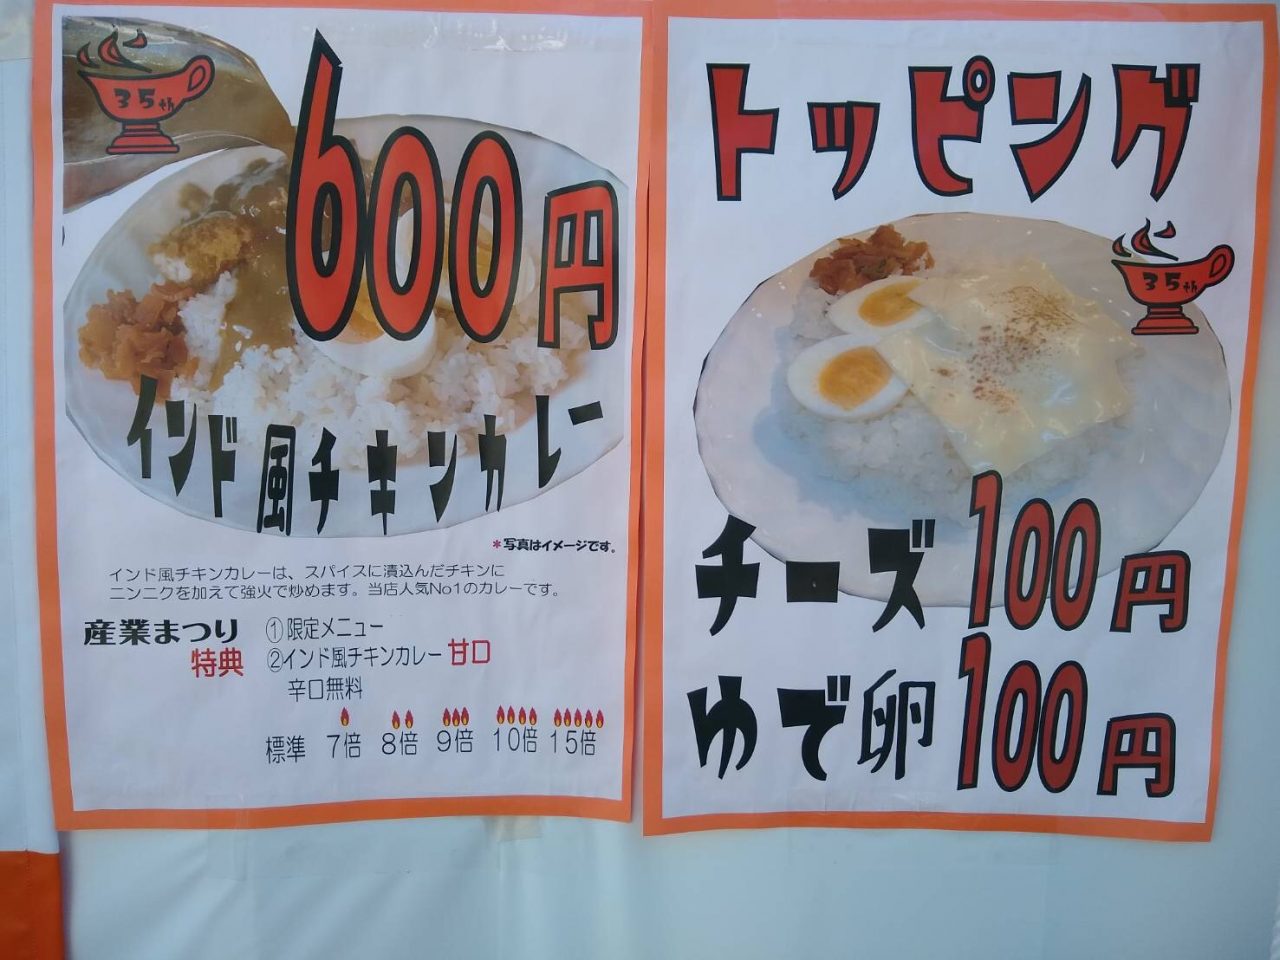 35th
600円
インド風チキンカレー
*写真はイメージです。
インド風チキンカレーは、スパイスに漬込んだチキンに
ニンニクを加えて強火で炒めます。当店人気No1のカレーです。
産業まつり
特典
①限定メニュー
②インド風チキンカレー甘口
辛口無料
標準 7倍 8倍 9倍 10倍 15倍
トッピング
35th
チーズ100円
ゆで卵100円